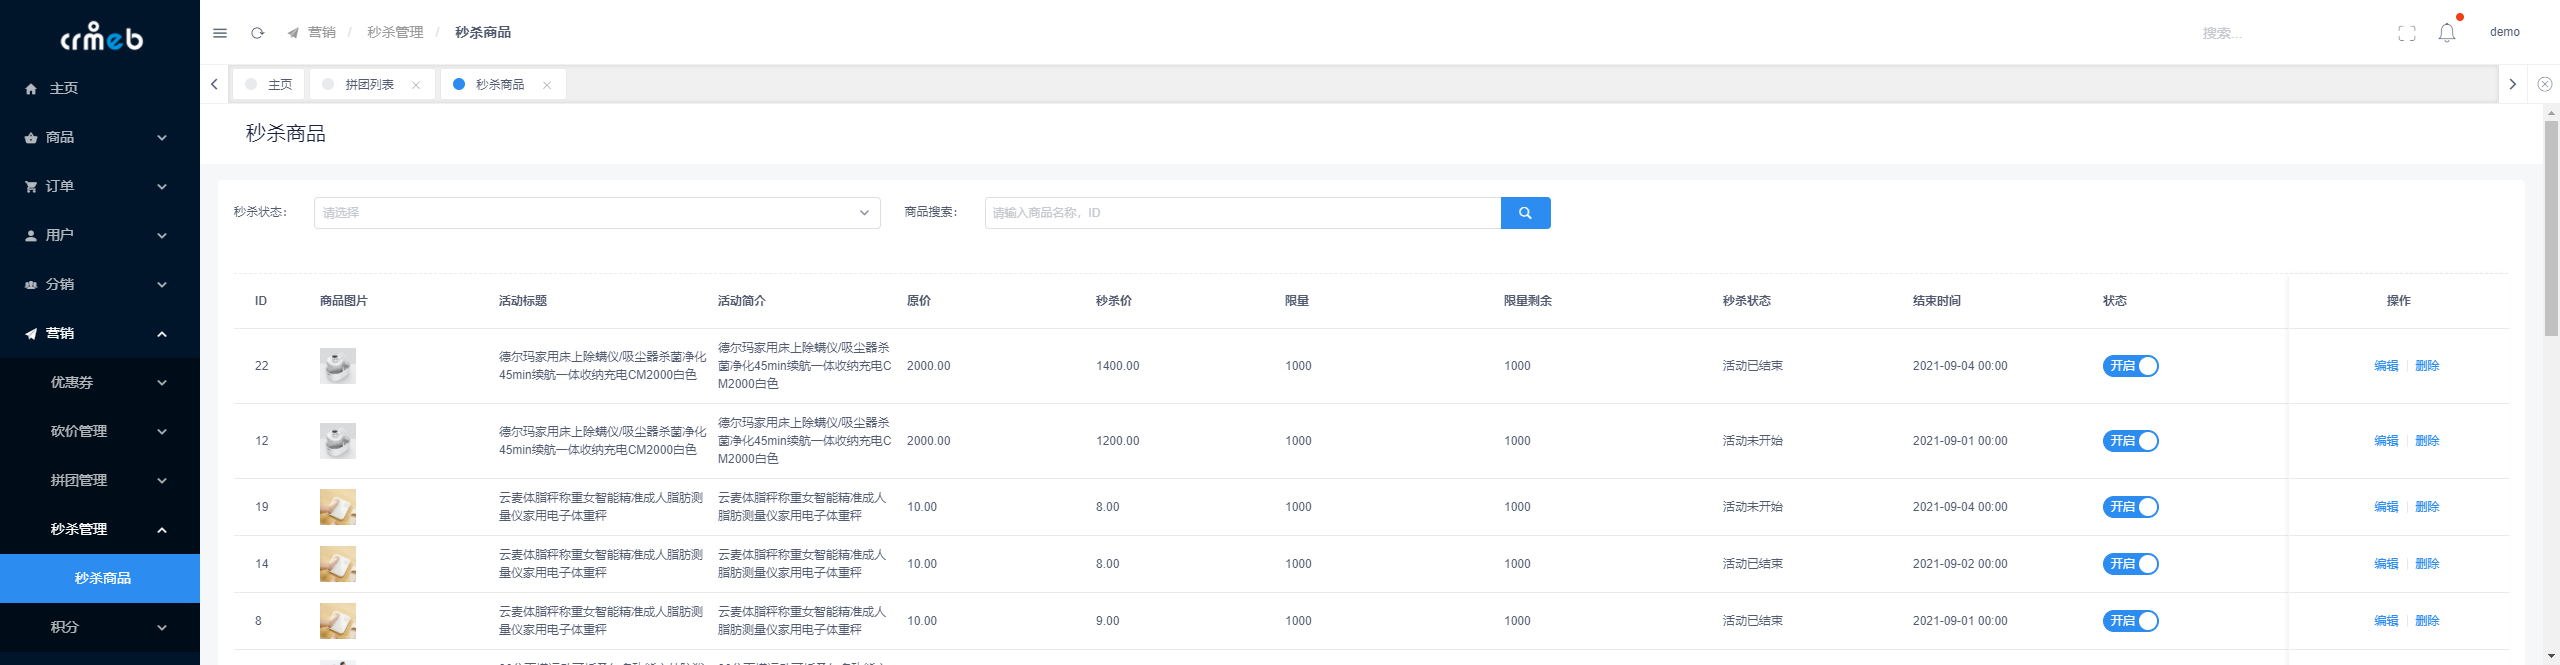 crmeb
主页
商品
订单
用户
分销
营销
优惠券
砍价管理
拼团管理
秒杀管理
秒杀商品
积分
营销 / 秒杀管理 / 秒杀商品
搜索...
demo
主页
拼团列表
秒杀商品
秒杀商品
秒杀状态： 请选择 商品搜索： 请输入商品名称，ID
ID 商品图片 活动标题 活动简介 原价 秒杀价 限量 限量剩余 秒杀状态 结束时间 状态 操作
22
德尔玛家用床上除螨仪/吸尘器杀菌净化
45min续航一体收纳充电CM2000白色
德尔玛家用床上除螨仪/吸尘器杀
菌净化45min续航一体收纳充电C
M2000白色
2000.00 1400.00 1000 1000 活动已结束 2021-09-04 00:00 开启 编辑 删除
12
德尔玛家用床上除螨仪/吸尘器杀菌净化
45min续航一体收纳充电CM2000白色
德尔玛家用床上除螨仪/吸尘器杀
菌净化45min续航一体收纳充电C
M2000白色
2000.00 1200.00 1000 1000 活动未开始 2021-09-01 00:00 开启 编辑 删除
19
云麦体脂秤称重女智能精准成人脂肪测
量仪家用电子体重秤
云麦体脂秤称重女智能精准成人
脂肪测量仪家用电子体重秤
10.00 8.00 1000 1000 活动未开始 2021-09-04 00:00 开启 编辑 删除
14
云麦体脂秤称重女智能精准成人脂肪测
量仪家用电子体重秤
云麦体脂秤称重女智能精准成人
脂肪测量仪家用电子体重秤
10.00 8.00 1000 1000 活动已结束 2021-09-02 00:00 开启 编辑 删除
8
云麦体脂秤称重女智能精准成人脂肪测
量仪家用电子体重秤
云麦体脂秤称重女智能精准成人
脂肪测量仪家用电子体重秤
10.00 9.00 1000 1000 活动已结束 2021-09-01 00:00 开启 编辑 删除